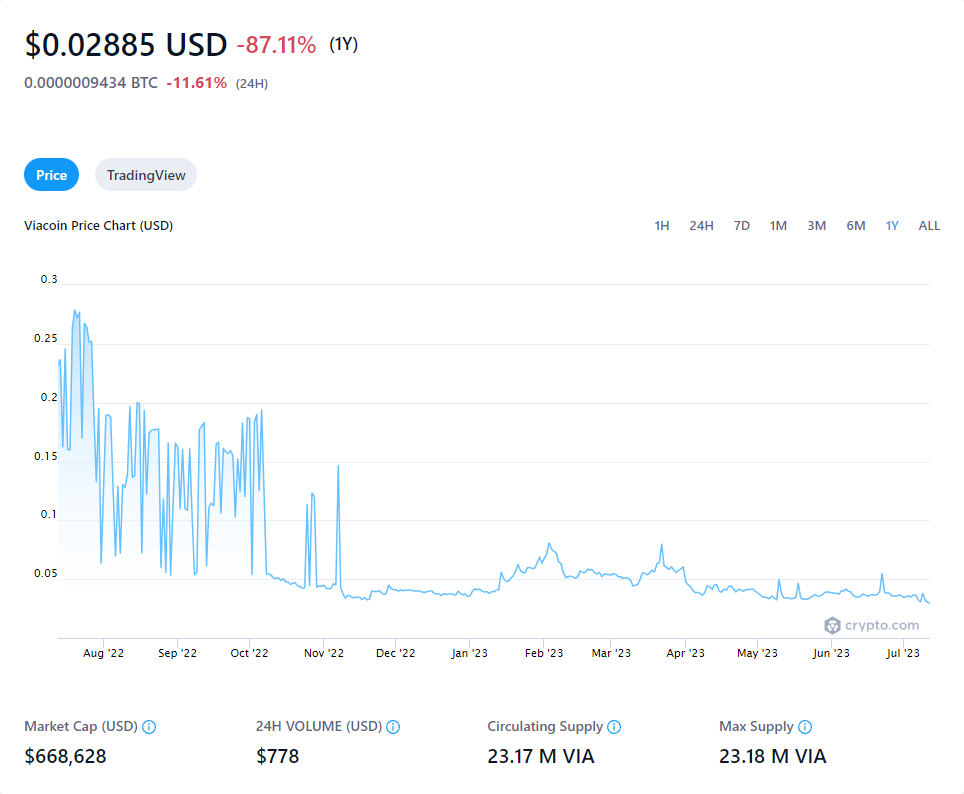 $0.02885 USD -87.11% (1Y)
0.0000009434 BTC -11.61% (24H)
Price TradingView
Viacoin Price Chart (USD) 1H 24H 7D 1M 3M 6M 1Y ALL
0.3
0.25
0.2
0.15
0.1
0.05
crypto.com
Aug '22 Sep '22 Oct '22 Nov '22 Dec '22 Jan '23 Feb '23 Mar '23 Apr '23 May '23 Jun '23 Jul '23
Market Cap (USD) 24H VOLUME (USD) Circulating Supply Max Supply
$668,628 $778 23.17 M VIA 23.18 M VIA